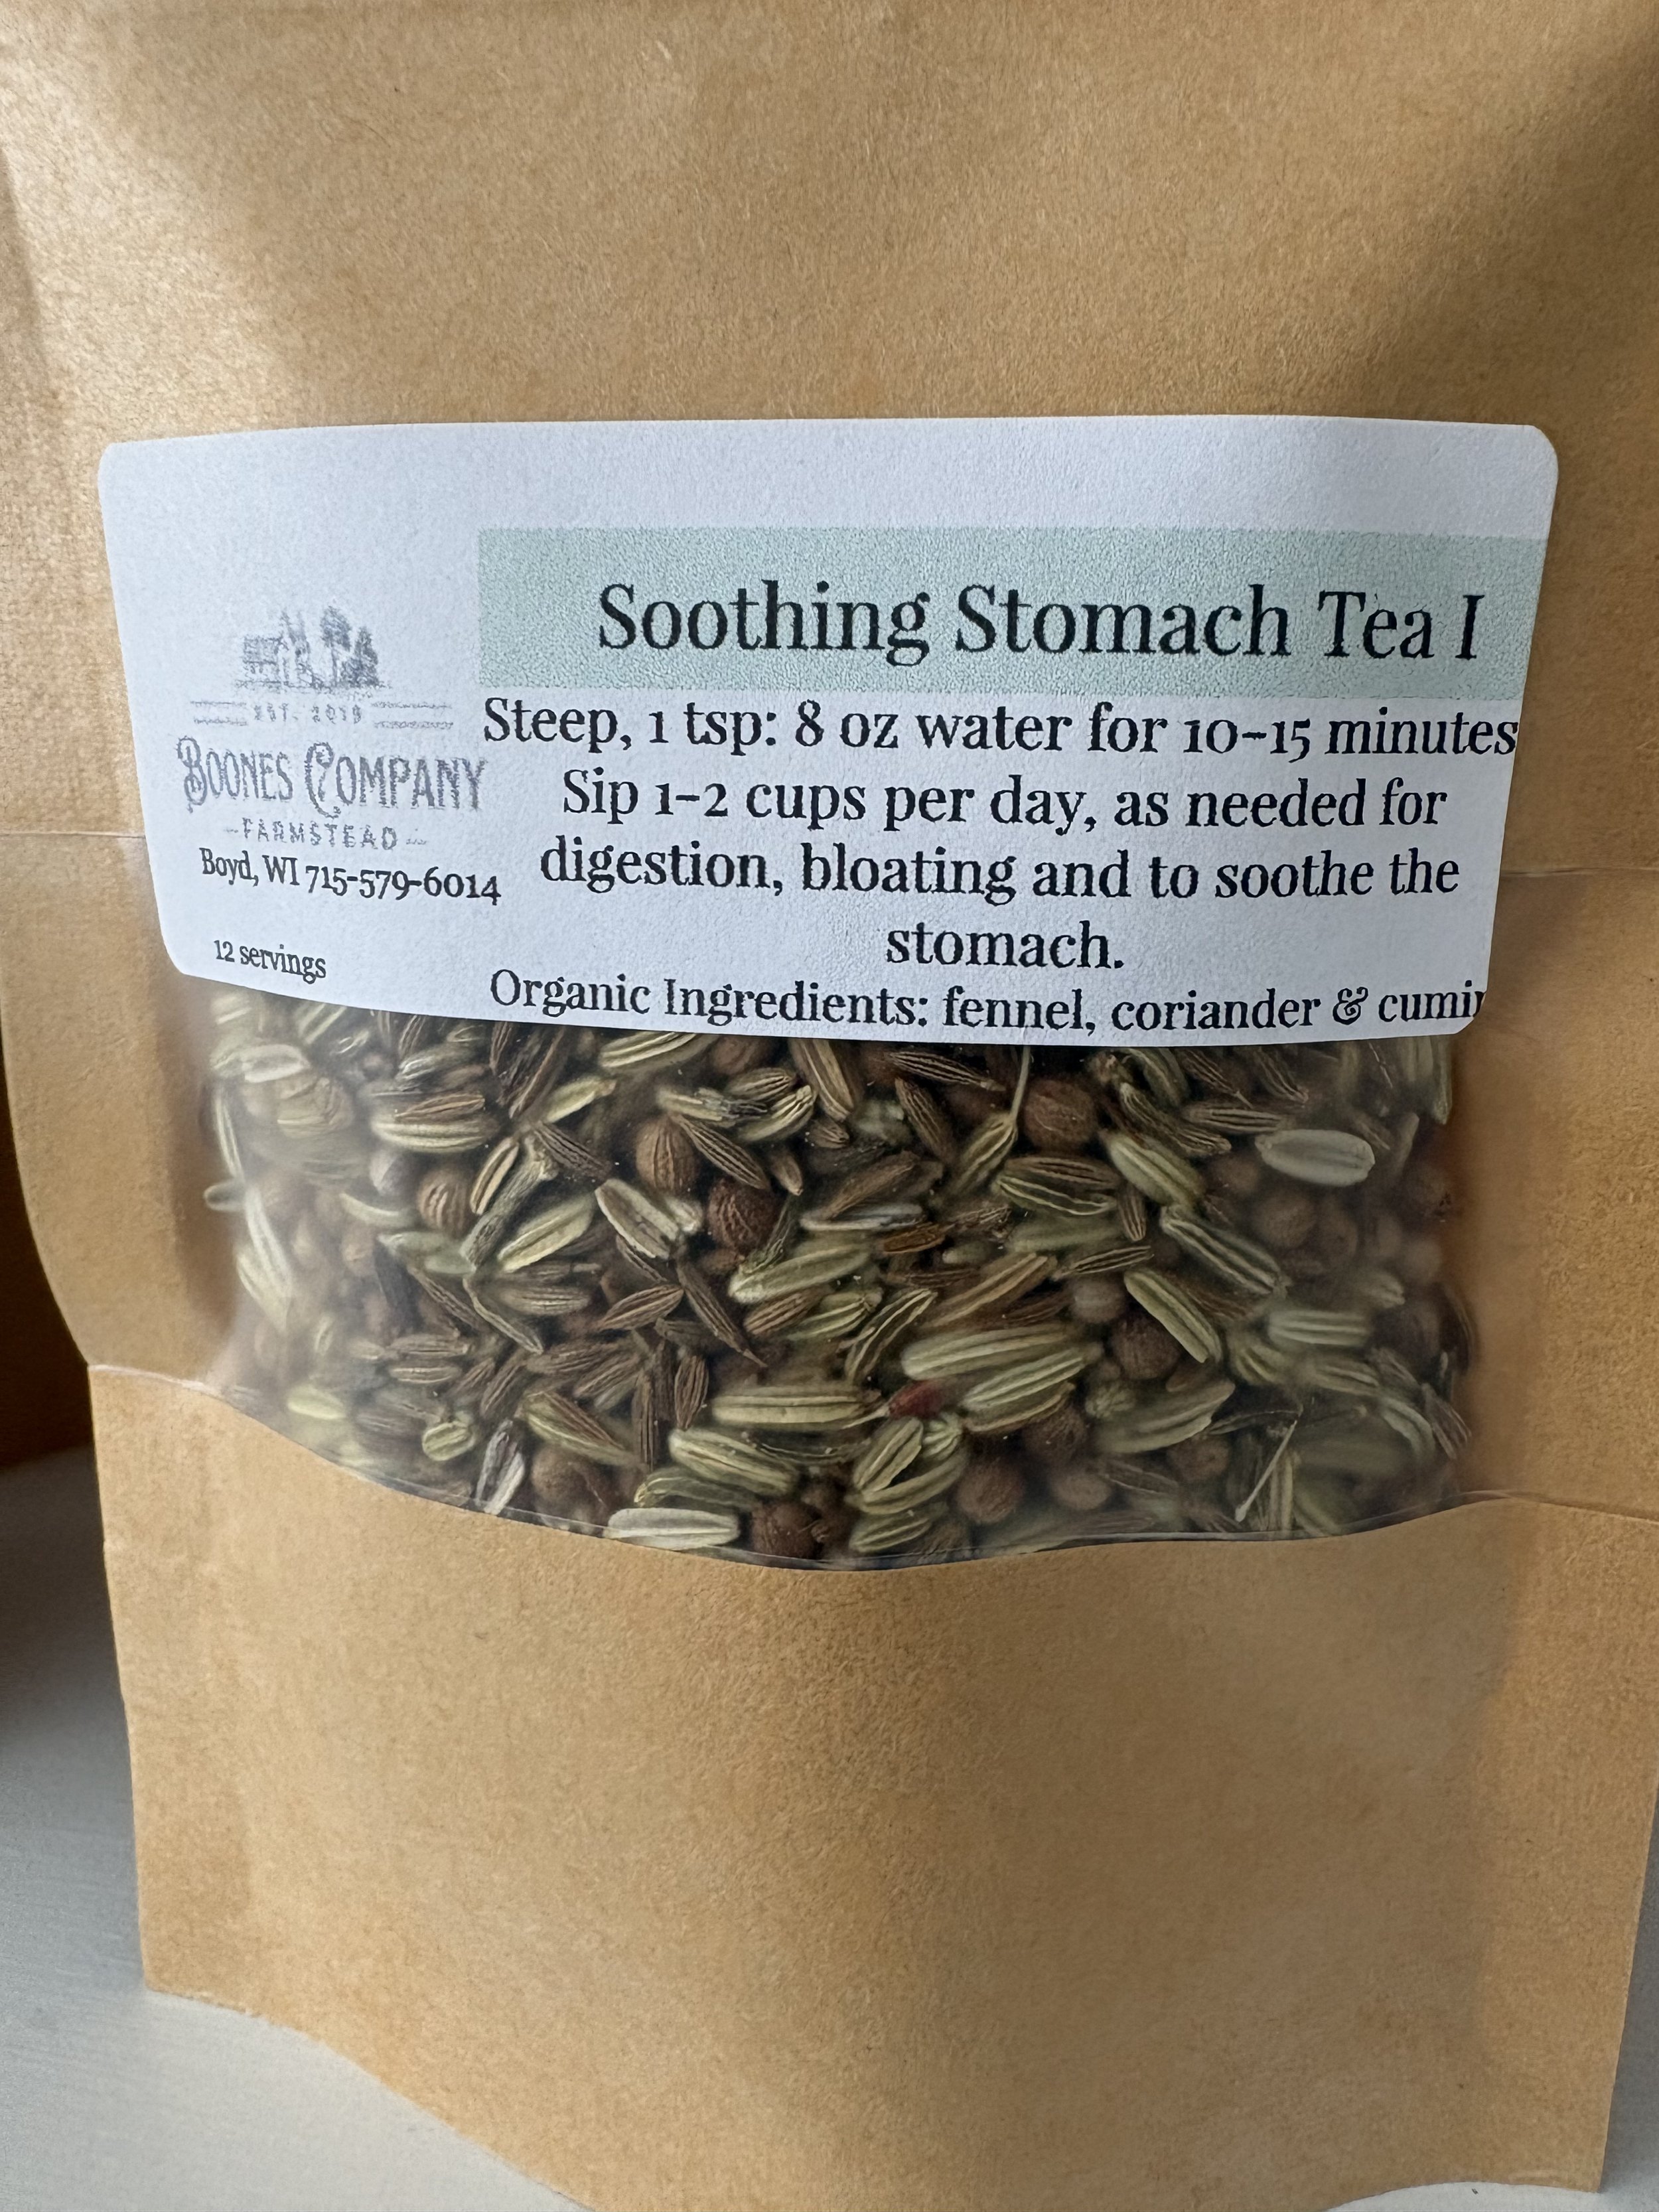 Soothing Stomach Tea I
Steep, 1 tsp: 8 oz water for 10-15 minutes
Sip 1-2 cups per day, as needed for
digestion, bloating and to soothe the
stomach.
Organic Ingredients: fennel, coriander & cumin
EST. 2019
BOONES COMPANY
-FARMSTEAD-
Boyd, WI 715-579-6014
12 servings